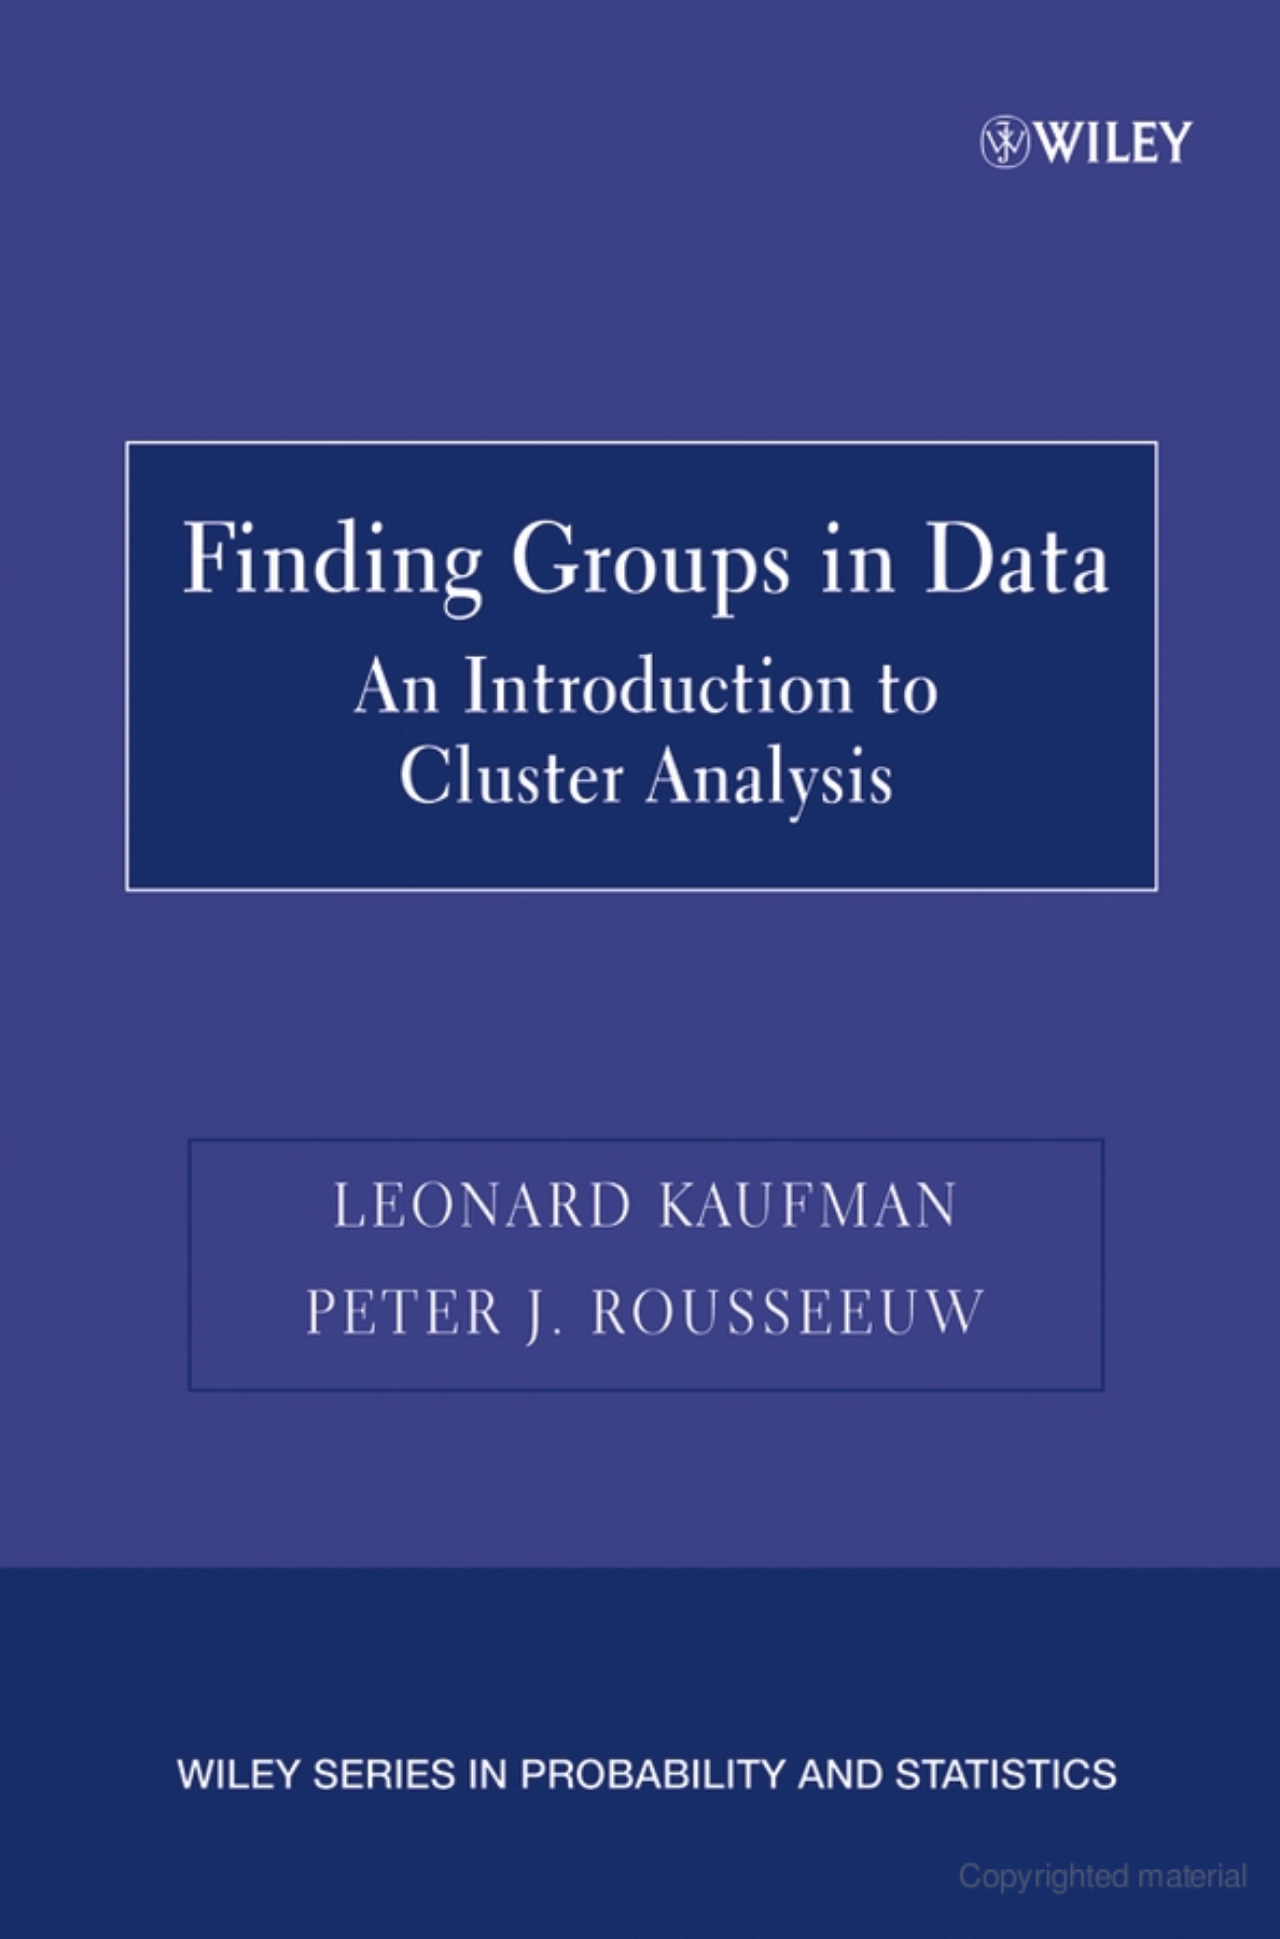 WILEY
Finding Groups in Data
An Introduction to
Cluster Analysis
LEONARD KAUFMAN
PETER J. ROUSSEEUW
WILEY SERIES IN PROBABILITY AND STATISTICS
Copyrighted material